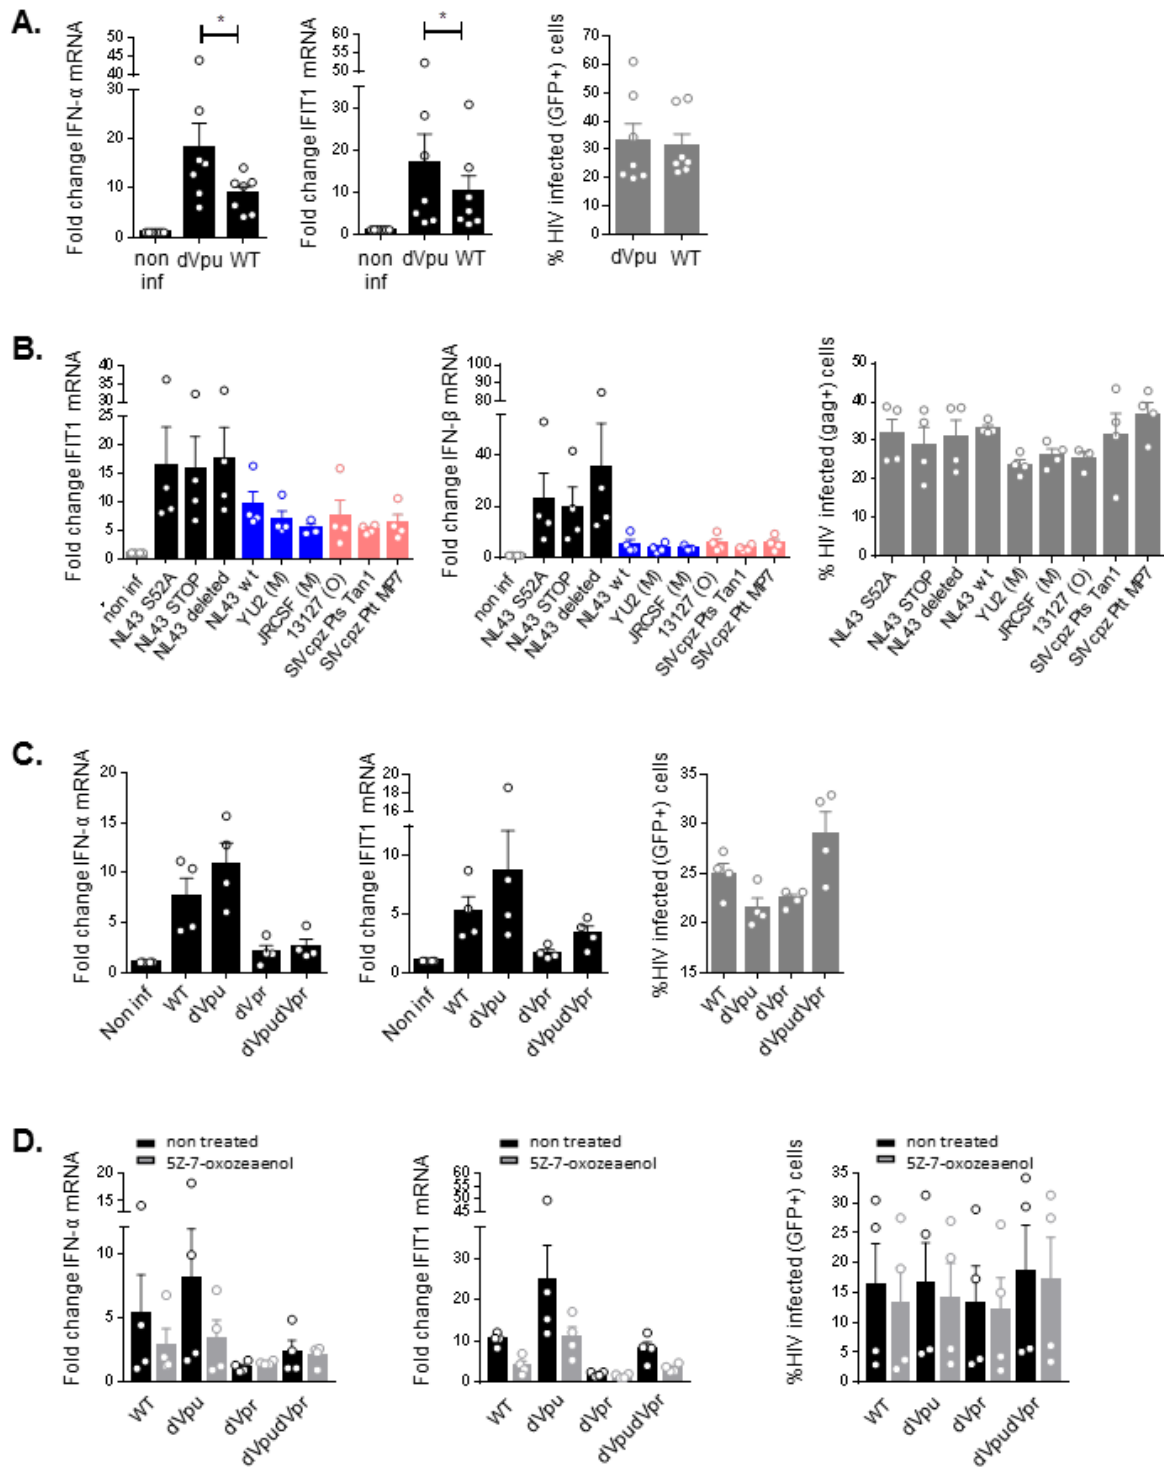 A.
Fold change IFN-α mRNA
50
45
40
30
20
10
0
*
non inf
dVpu
WT
Fold change IFIT1 mRNA
60
55
50
30
20
10
0
*
non inf
dVpu
WT
% HIV infected (GFP+) cells
70
60
50
40
30
20
10
0
dVpu
WT
B.
Fold change IFIT1 mRNA
40
35
30
25
20
15
10
5
0
non inf
NL43 S52A
NL43 STOP
NL43 deleted
NL43 wt
YU2 (M)
JRCSF (M)
13127 (O)
SIVcpz Pts Tan1
SIVcpz Ptt MP7
Fold change IFN-β mRNA
100
80
60
40
20
0
non inf
NL43 S52A
NL43 STOP
NL43 deleted
NL43 wt
YU2 (M)
JRCSF (M)
13127 (O)
SIVcpz Pts Tan1
SIVcpz Ptt MP7
% HIV infected (gag+) cells
50
40
30
20
10
0
NL43 S52A
NL43 STOP
NL43 deleted
NL43 wt
YU2 (M)
JRCSF (M)
13127 (O)
SIVcpz Pts Tan1
SIVcpz Ptt MP7
C.
Fold change IFN-α mRNA
20
15
10
5
0
Non inf
WT
dVpu
dVpr
dVpudVpr
Fold change IFIT1 mRNA
20
18
16
14
10
5
0
Non inf
WT
dVpu
dVpr
dVpudVpr
%HIV infected (GFP+) cells
35
30
25
20
15
WT
dVpu
dVpr
dVpudVpr
D.
non treated
5Z-7-oxozeaenol
Fold change IFN-α mRNA
20
15
10
5
0
WT
dVpu
dVpr
dVpudVpr
non treated
5Z-7-oxozeaenol
Fold change IFIT1 mRNA
60
55
50
45
30
20
10
0
WT
dVpu
dVpr
dVpudVpr
non treated
5Z-7-oxozeaenol
%HIV infected (GFP+) cells
35
30
25
20
15
10
5
0
WT
dVpu
dVpr
dVpudVpr